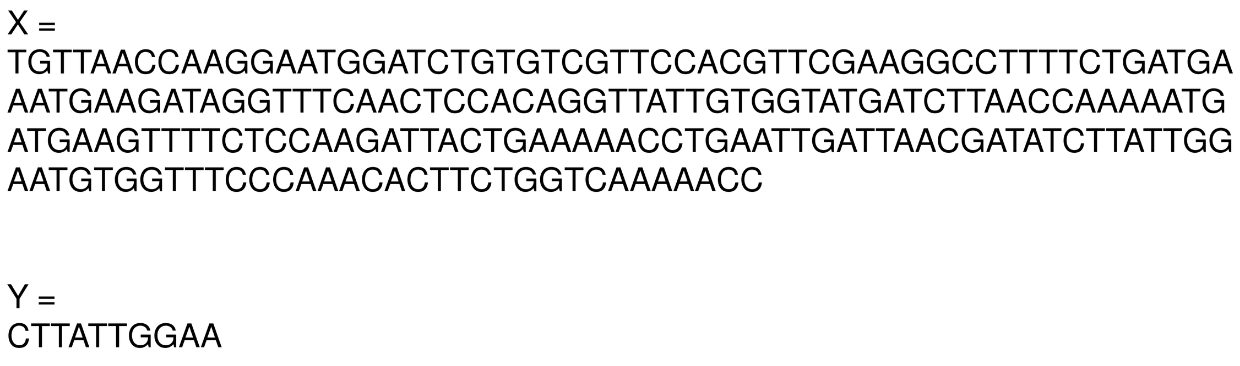 X =
TGTTAACCAAGGAATGGATCTGTGTCGTTCCACGTTCGAAGGCCTTTTCTGATGA
AATGAAGATAGGTTTCAACTCCACAGGTTATTGTGGTATGATCTTAACCAAAAATG
ATGAAGTTTTCTCCAAGATTACTGAAAAACCTGAATTGATTAACGATATCTTATTGG
AATGTGGTTTCCCAAACACTTCTGGTCAAAAACC
Y =
CTTATTGGAA